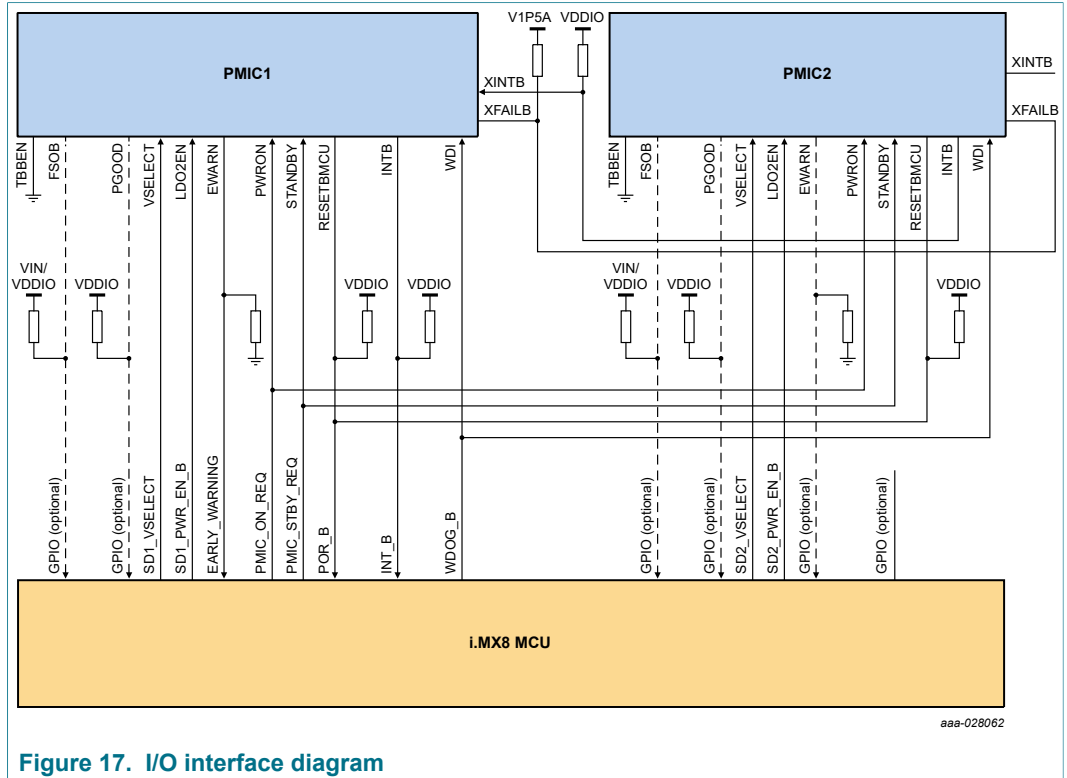 V1P5A VDDIO
PMIC1
PMIC2
XINTB
XFAILB
XINTB
XFAILB
TBBEN
FSOB
PGOOD
VSELECT
LDO2EN
EWARN
PWRON
STANDBY
RESETBMCU
INTB
WDI
TBBEN
FSOB
PGOOD
VSELECT
LDO2EN
EWARN
PWRON
STANDBY
RESETBMCU
INTB
WDI
VIN/
VDDIO
VDDIO
VDDIO
VDDIO
VIN/
VDDIO
VDDIO
VDDIO
GPIO (optional)
GPIO (optional)
SD1_VSELECT
SD1_PWR_EN_B
EARLY_WARNING
PMIC_ON_REQ
PMIC_STBY_REQ
POR_B
INT_B
WDOG_B
GPIO (optional)
GPIO (optional)
SD2_VSELECT
SD2_PWR_EN_B
GPIO (optional)
GPIO (optional)
i.MX8 MCU
aaa-028062
Figure 17. I/O interface diagram